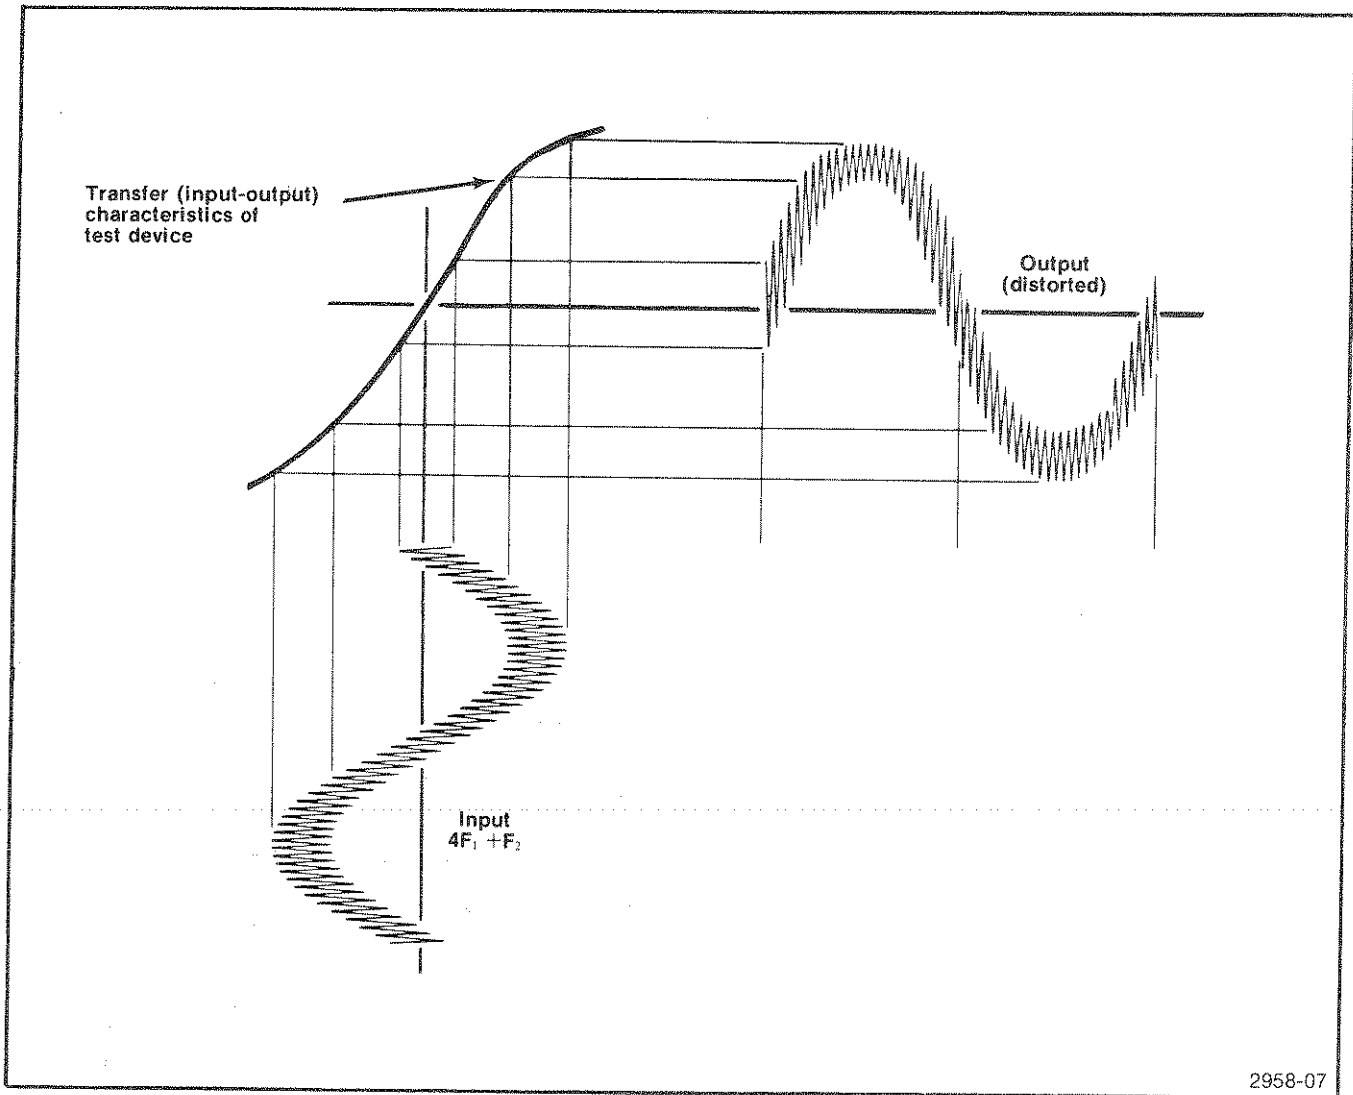 Transfer (input-output)
characteristics of
test device
Output
(distorted)
Input
4F₁ +F₂
2958-07